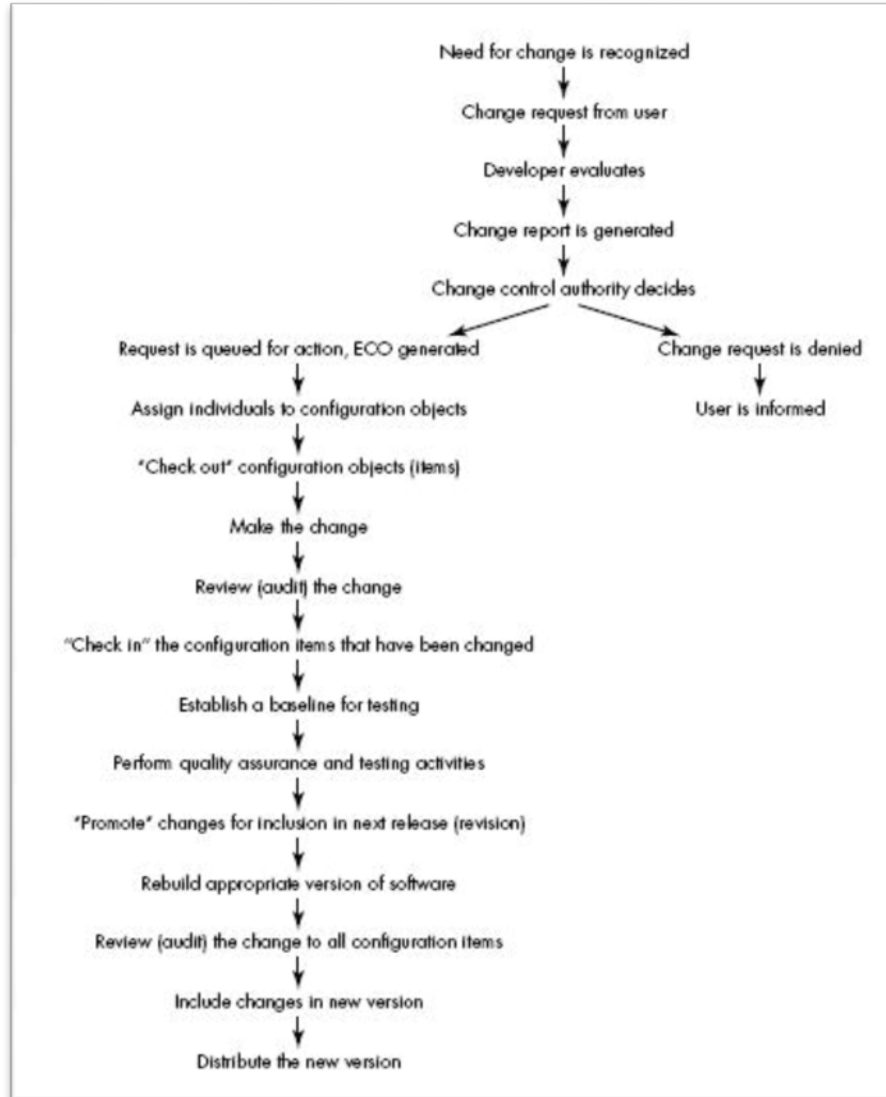 Need for change is recognized
Change request from user
Developer evaluates
Change report is generated
Change control authority decides
Request is queued for action, ECO generated
Change request is denied
Assign individuals to configuration objects
User is informed
"Check out" configuration objects (items)
Make the change
Review (audit) the change
"Check in" the configuration items that have been changed
Establish a baseline for testing
Perform quality assurance and testing activities
"Promote" changes for inclusion in next release (revision)
Rebuild appropriate version of software
Review (audit) the change to all configuration items
Include changes in new version
Distribute the new version